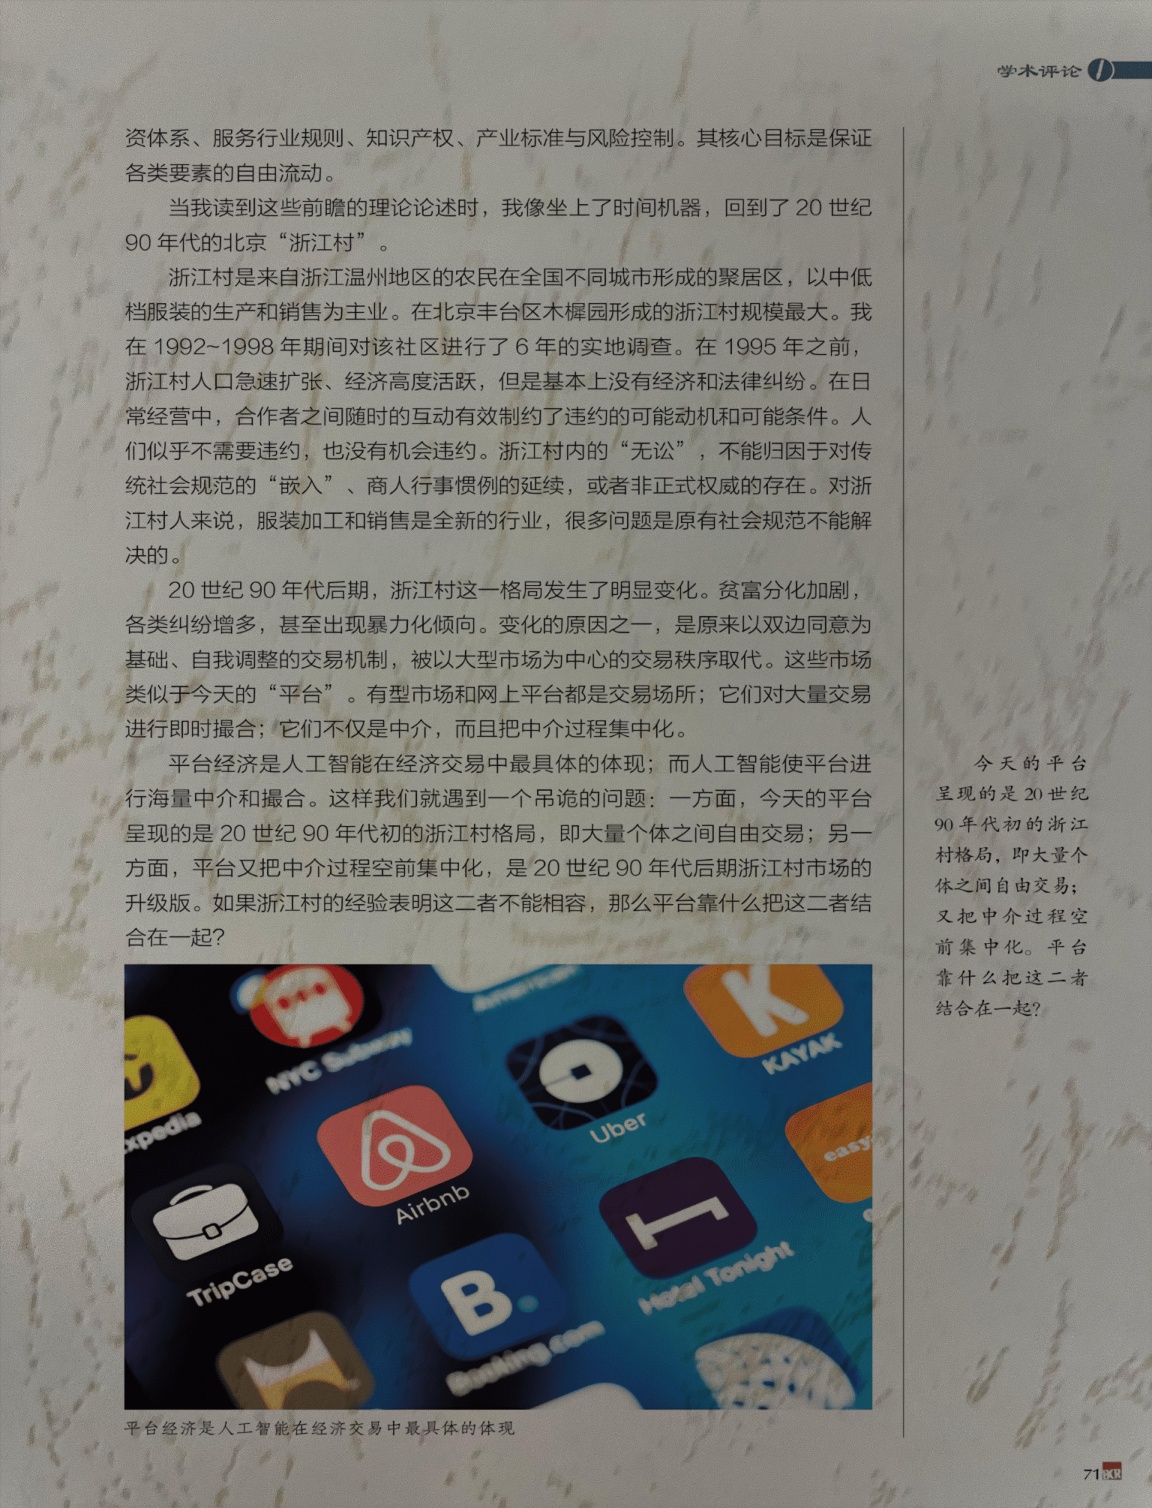 学术评论
资体系、服务行业规则、知识产权、产业标准与风险控制。其核心目标是保证
各类要素的自由流动。
当我读到这些前瞻的理论论述时，我像坐上了时间机器，回到了 20 世纪
90 年代的北京“浙江村”。
浙江村是来自浙江温州地区的农民在全国不同城市形成的聚居区，以中低
档服装的生产和销售为主业。在北京丰台区木樨园形成的浙江村规模最大。我
在 1992~1998 年期间对该社区进行了 6 年的实地调查。在 1995 年之前，
浙江村人口急速扩张、经济高度活跃，但是基本上没有经济和法律纠纷。在日
常经营中，合作者之间随时的互动有效制约了违约的可能动机和可能条件。人
们似乎不需要违约，也没有机会违约。浙江村内的“无讼”，不能归因于对传
统社会规范的“嵌入”、商人行事惯例的延续，或者非正式权威的存在。对浙
江村人来说，服装加工和销售是全新的行业，很多问题是原有社会规范不能解
决的。
20 世纪 90 年代后期，浙江村这一格局发生了明显变化。贫富分化加剧，
各类纠纷增多，甚至出现暴力化倾向。变化的原因之一，是原来以双边同意为
基础、自我调整的交易机制，被以大型市场为中心的交易秩序取代。这些市场
类似于今天的“平台”。有型市场和网上平台都是交易场所；它们对大量交易
进行即时撮合；它们不仅是中介，而且把中介过程集中化。
平台经济是人工智能在经济交易中最具体的体现；而人工智能使平台进
行海量中介和撮合。这样我们就遇到一个吊诡的问题：一方面，今天的平台
呈现的是 20 世纪 90 年代初的浙江村格局，即大量个体之间自由交易；另一
方面，平台又把中介过程空前集中化，是 20 世纪 90 年代后期浙江村市场的
升级版。如果浙江村的经验表明这二者不能相容，那么平台靠什么把这二者结
合在一起？
今天的平台
呈现的是 20 世纪
90 年代初的浙江
村格局，即大量个
体之间自由交易；
又把中介过程空
前集中化。平台
靠什么把这二者
结合在一起？
American
NYC Subway
KAYAK
xpedia
Uber
easy
Airbnb
TripCase
Hotel Tonight
B.
Booking.com
平台经济是人工智能在经济交易中最具体的体现
71